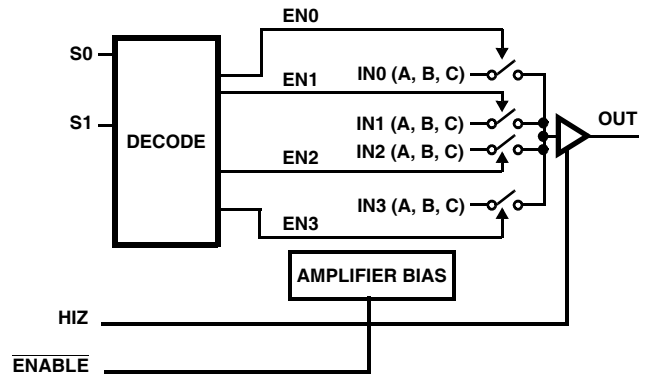 EN0
S0
IN0 (A, B, C)
EN1
OUT
S1
IN1 (A, B, C)
DECODE
IN2 (A, B, C)
EN2
IN3 (A, B, C)
EN3
AMPLIFIER BIAS
HIZ
ENABLE